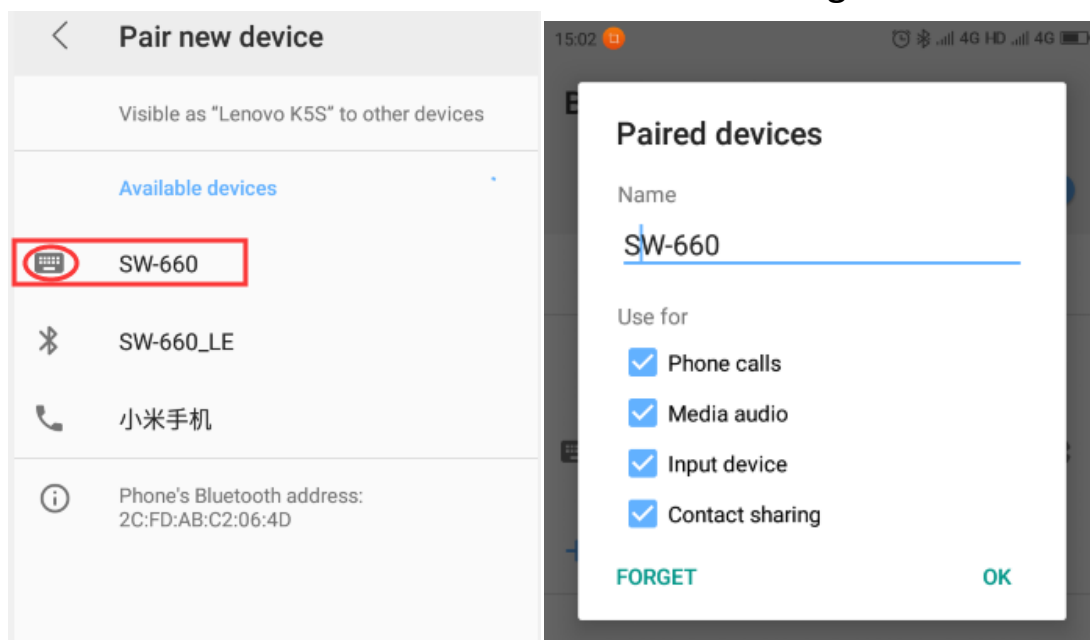 Pair new device
Visible as "Lenovo K5S" to other devices
Available devices
SW-660
SW-660_LE
小米手机
Phone's Bluetooth address:
2C:FD:AB:C2:06:4D
15:02
4G HD 4G
Paired devices
Name
SW-660
Use for
Phone calls
Media audio
Input device
Contact sharing
FORGET OK